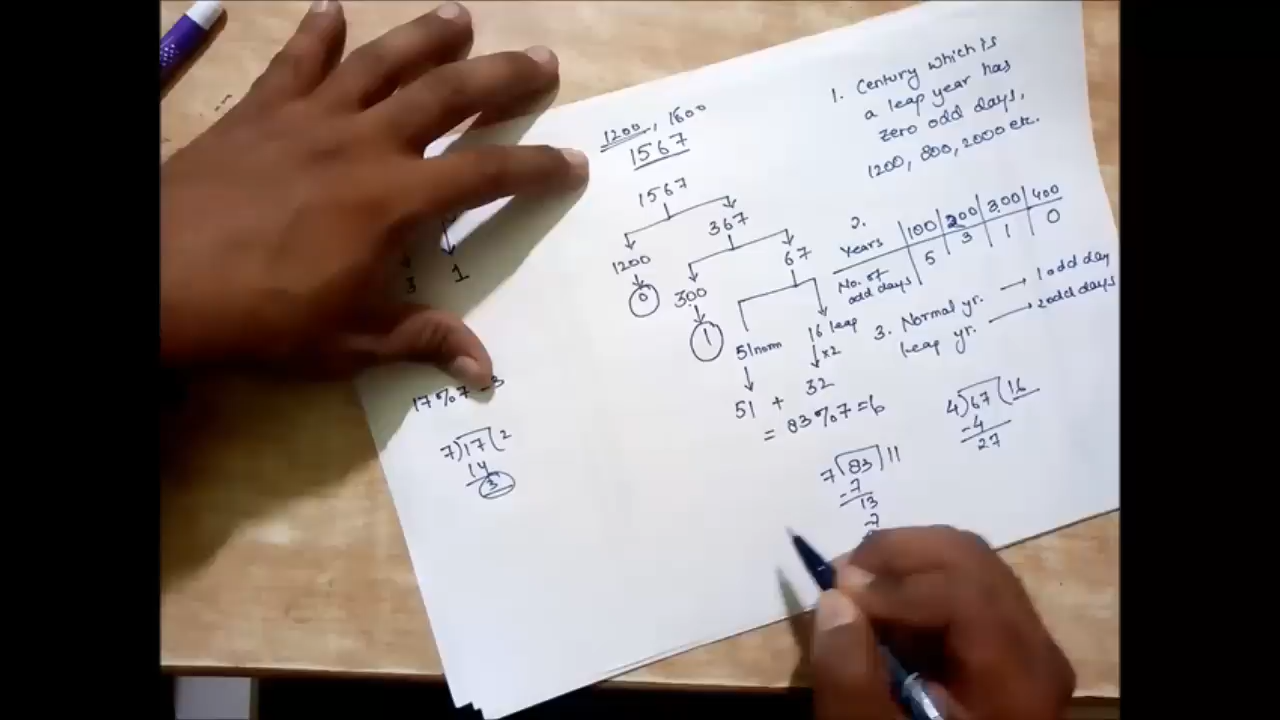 1200, 1600
1567
1567
1200
367
0
300
67
1
51 norm
16 leap
x2
51 + 32
= 83%7=6
7)83)11
-7
13
-7
4)67(16
-4
27
1. Century which is
a leap year has
zero odd days,
1200, 800, 2000 etc.
2.
Years 100 200 300 400
No. of odd days 5 3 1 0
3. Normal yr. → 1 odd day
Leap yr. → 2 odd days
3 1
17%7 = 3
7)17(2
14
3